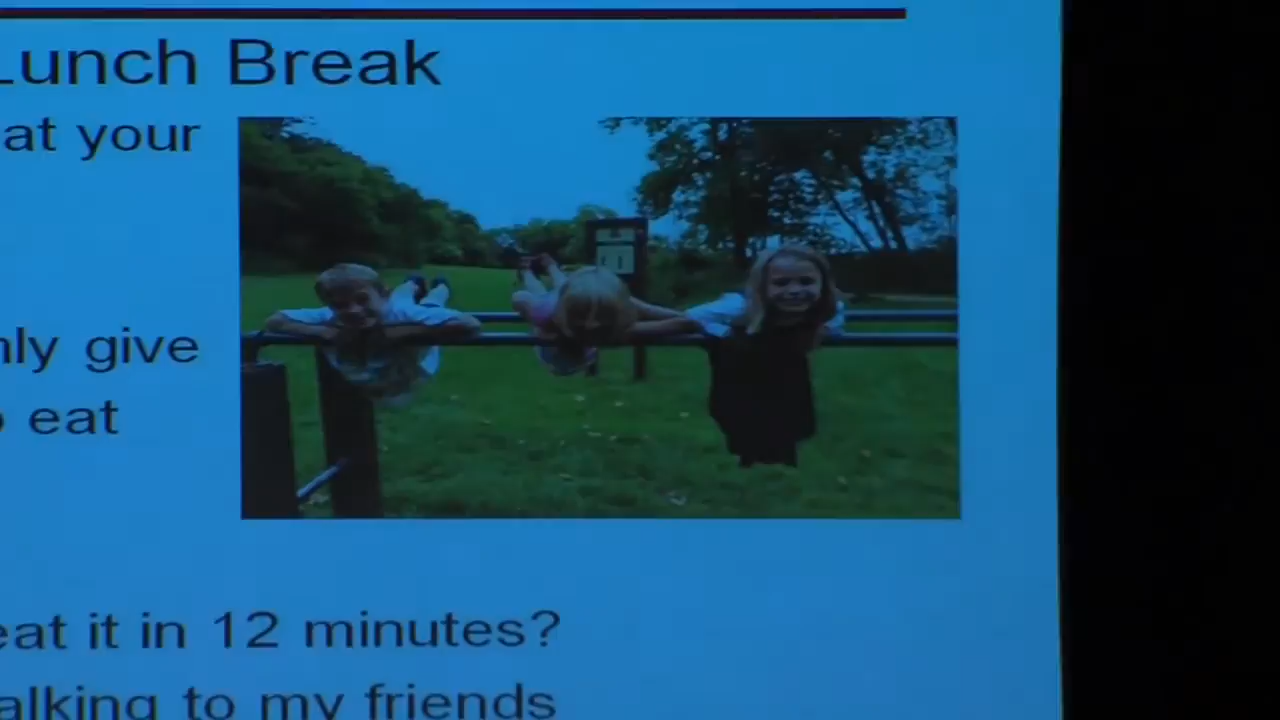 Lunch Break
at your
nly give
o eat
eat it in 12 minutes?
alking to my friends